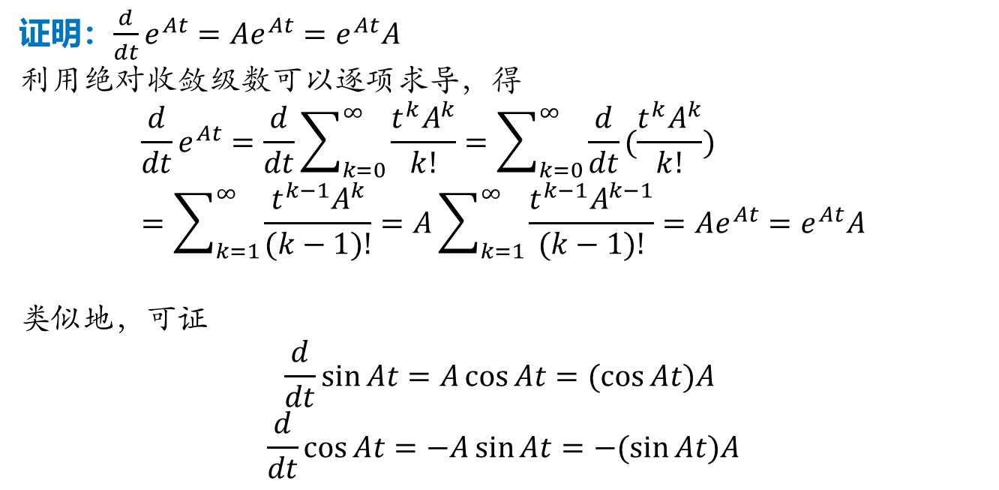 证明：$\frac{d}{dt}e^{At} = Ae^{At} = e^{At}A$
利用绝对收敛级数可以逐项求导，得
$\frac{d}{dt}e^{At} = \frac{d}{dt}\sum_{k=0}^{\infty}\frac{t^k A^k}{k!} = \sum_{k=0}^{\infty}\frac{d}{dt}(\frac{t^k A^k}{k!})$
$= \sum_{k=1}^{\infty}\frac{t^{k-1}A^k}{(k-1)!} = A\sum_{k=1}^{\infty}\frac{t^{k-1}A^{k-1}}{(k-1)!} = Ae^{At} = e^{At}A$
类似地，可证
$\frac{d}{dt}\sin At = A\cos At = (\cos At)A$
$\frac{d}{dt}\cos At = -A\sin At = -(\sin At)A$